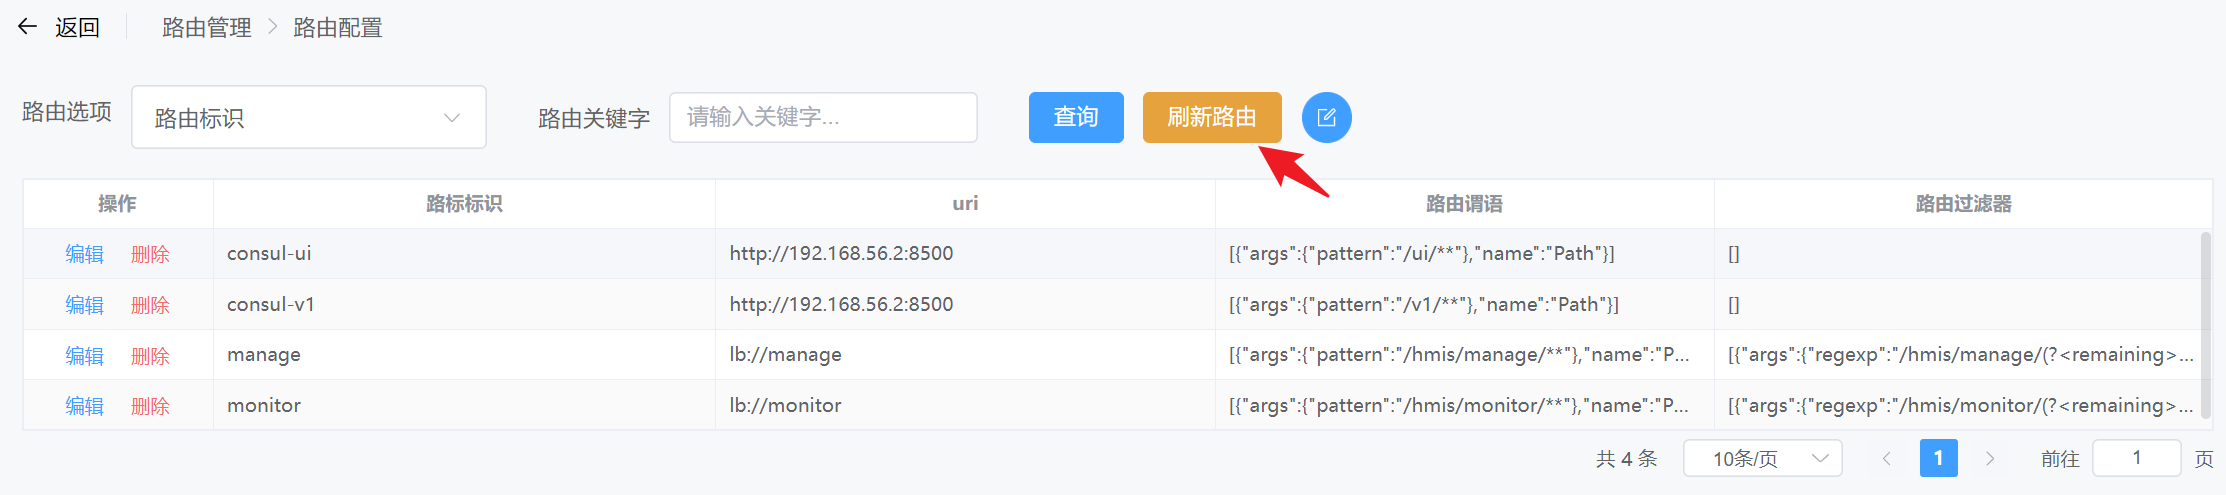 返回 路由管理 > 路由配置
路由选项 路由标识 路由关键字 请输入关键字... 查询 刷新路由
操作 路标标识 uri 路由谓语 路由过滤器
编辑 删除 consul-ui http://192.168.56.2:8500 [{"args":{"pattern":"/ui/**"},"name":"Path"}] []
编辑 删除 consul-v1 http://192.168.56.2:8500 [{"args":{"pattern":"/v1/**"},"name":"Path"}] []
编辑 删除 manage lb://manage [{"args":{"pattern":"/hmis/manage/**"},"name":"P... [{"args":{"regexp":"/hmis/manage/(?<remaining>...
编辑 删除 monitor lb://monitor [{"args":{"pattern":"/hmis/monitor/**"},"name":"P... [{"args":{"regexp":"/hmis/monitor/(?<remaining>...
共 4 条 10条/页 < 1 > 前往 1 页